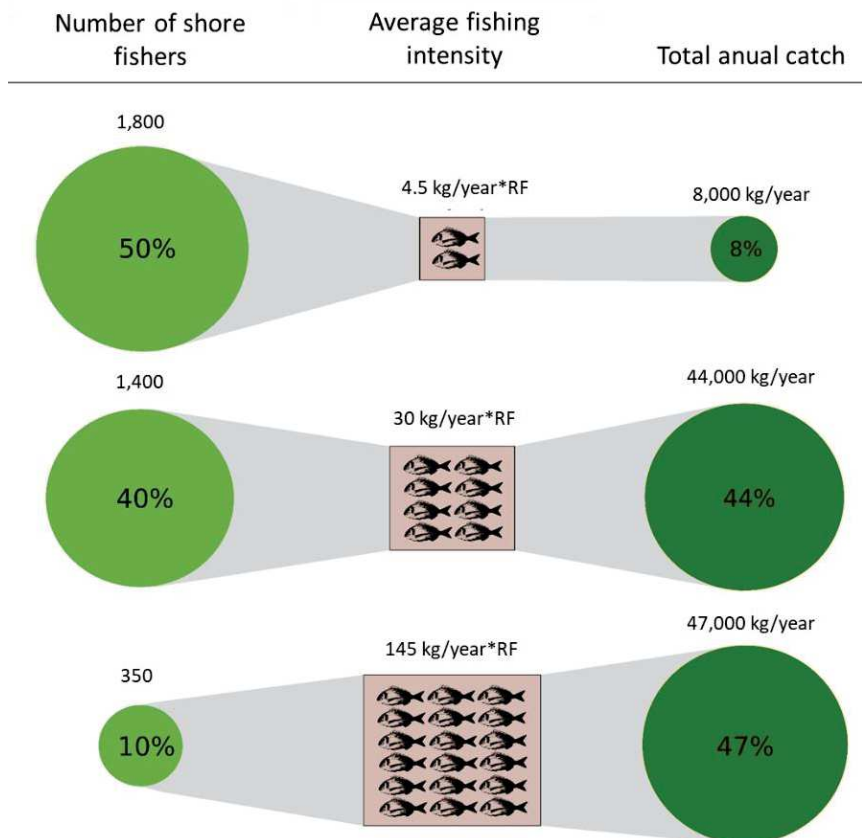 Number of shore
fishers
Average fishing
intensity
Total anual catch
1,800
4.5 kg/year*RF
8,000 kg/year
50%
8%
1,400
30 kg/year*RF
44,000 kg/year
40%
44%
350
145 kg/year*RF
47,000 kg/year
10%
47%